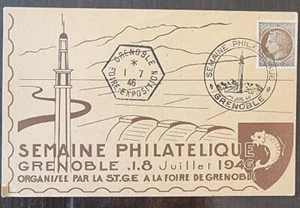 GRENOBLE
*
1 7
46
FOIRE-EXPOSITION
SEMAINE PHILATELIQUE
GRENOBLE
SEMAINE PHILATELIQUE
GRENOBLE .1.8 Juillet 1946
ORGANISEE PAR LA ST.GE A LA FOIRE DE GRENOBLE